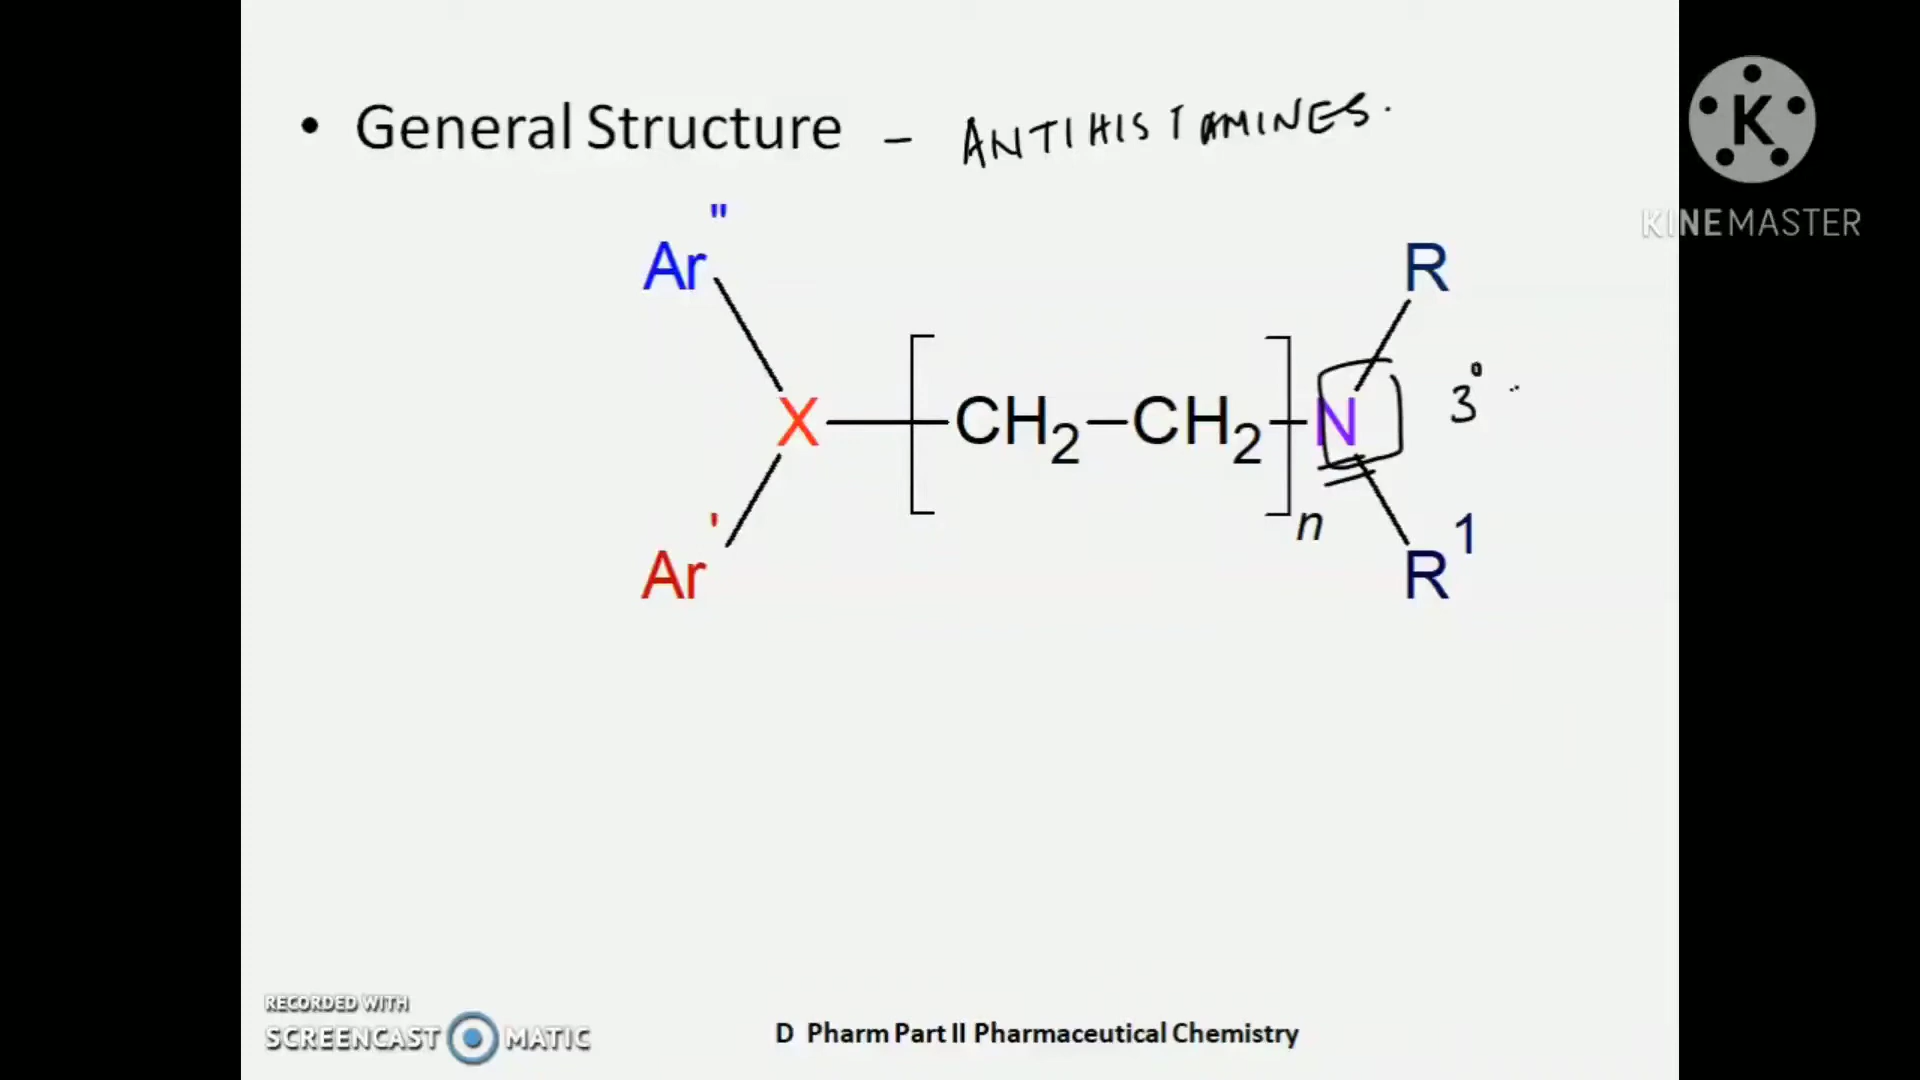 • General Structure - ANTIHISTAMINES.
K
KINEMASTER
Ar"
R
X-[-CH2-CH2-]n-N
3°
Ar'
R1
RECORDED WITH
SCREENCAST MATIC
D Pharm Part II Pharmaceutical Chemistry